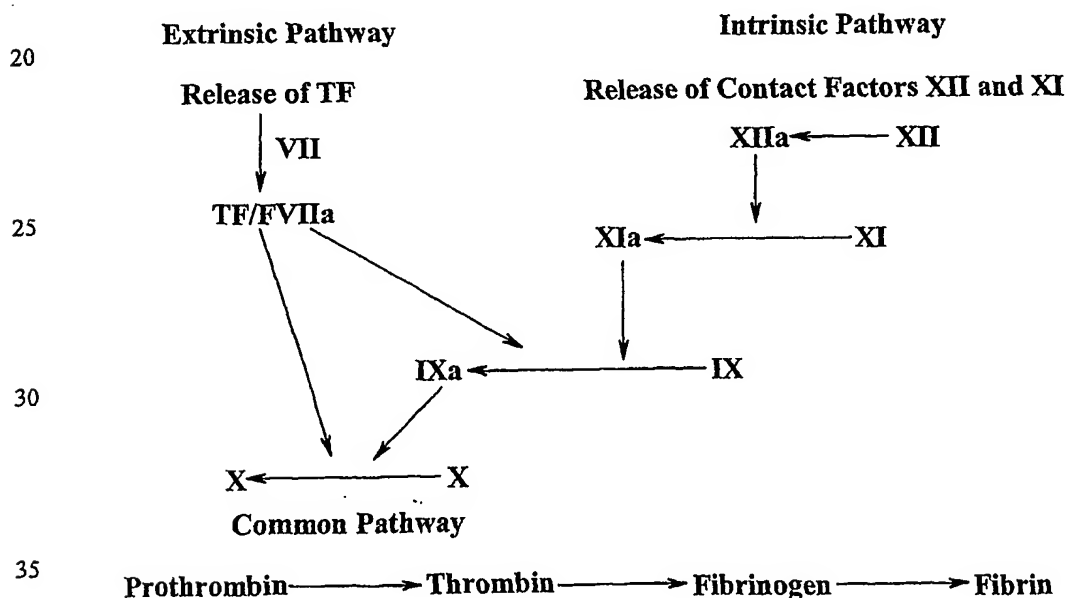 Extrinsic Pathway Intrinsic Pathway
20
Release of TF Release of Contact Factors XII and XI
VII XIIa XII
TF/FVIIa
25 XIa XI
IXa IX
30
X X
Common Pathway
35
Prothrombin Thrombin Fibrinogen Fibrin